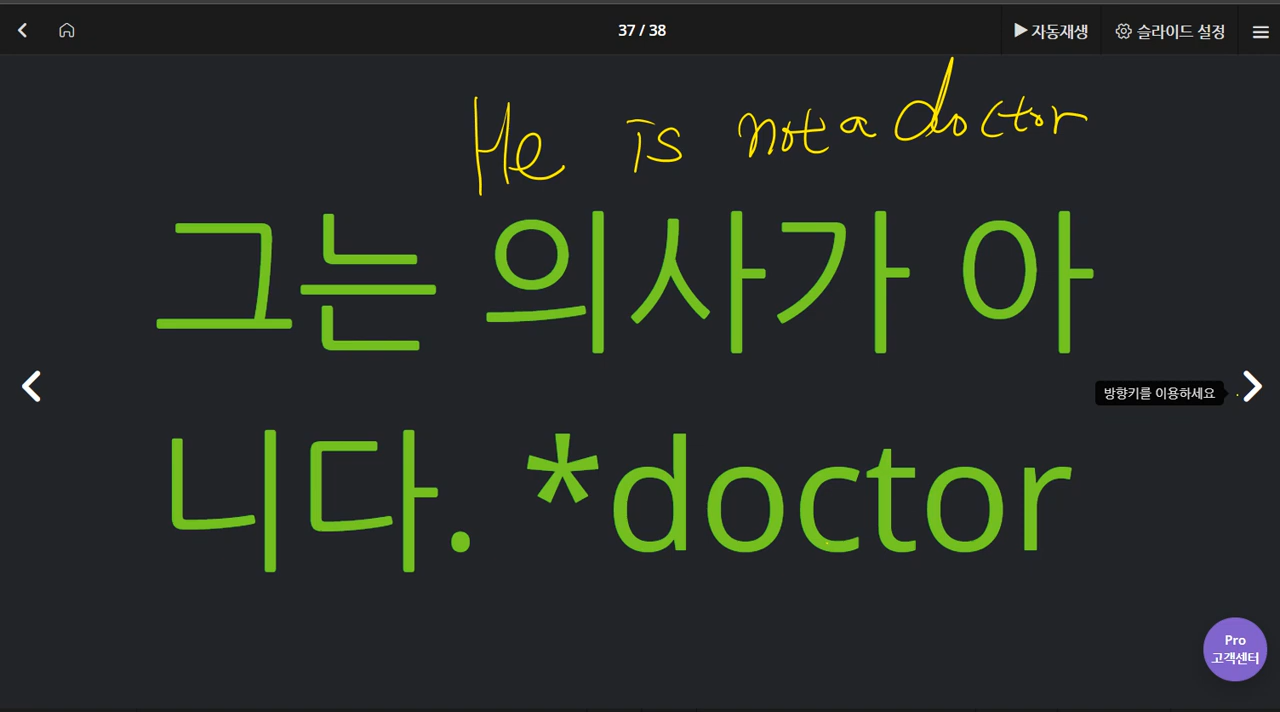 37 / 38
▶ 자동재생
슬라이드 설정
He is not a doctor
그는 의사가 아
방향키를 이용하세요
니다. *doctor
Pro
고객센터